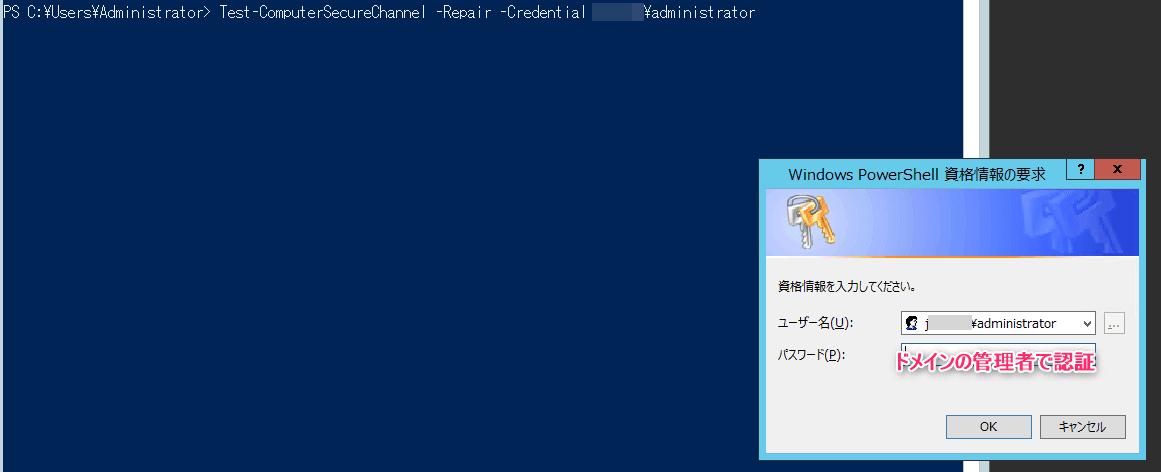 PS C:¥Users¥Administrator> Test-ComputerSecureChannel -Repair -Credential ¥administrator
Windows PowerShell 資格情報の要求
?
x
資格情報を入力してください。
ユーザー名(U):
j ¥administrator
...
パスワード(P):
ドメインの管理者で認証
OK
キャンセル